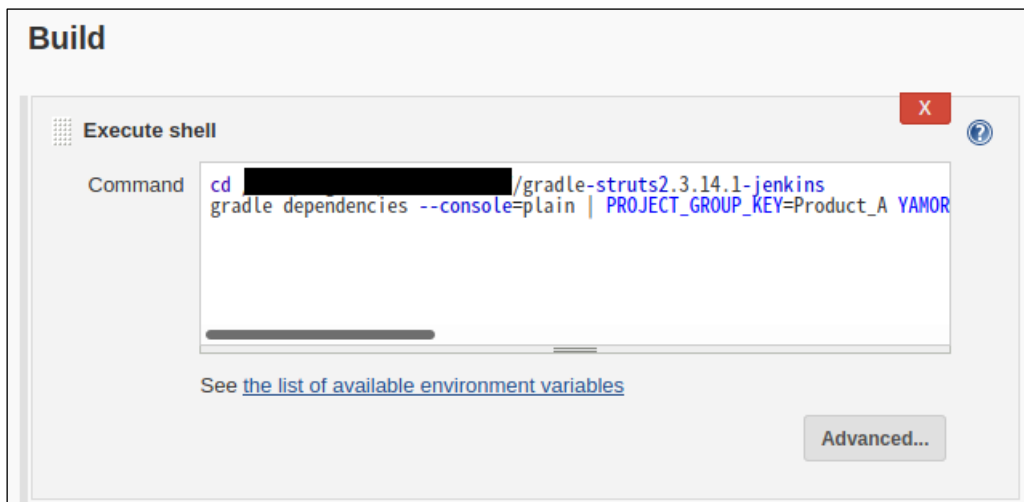 Build
X
Execute shell
?
Command
cd /gradle-struts2.3.14.1-jenkins
gradle dependencies --console=plain | PROJECT_GROUP_KEY=Product_A YAMOR
See the list of available environment variables
Advanced...